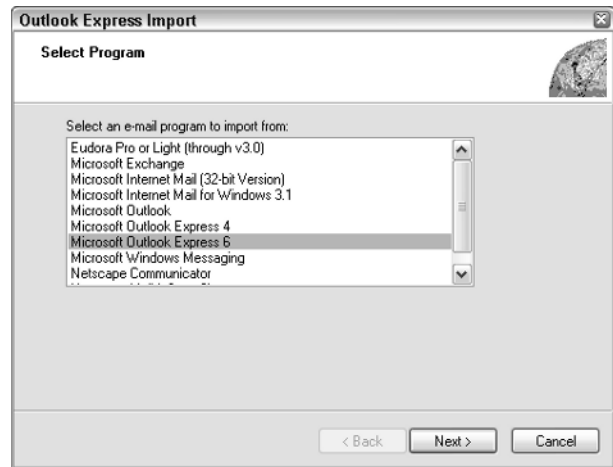 Outlook Express Import
Select Program
Select an e-mail program to import from:
Eudora Pro or Light (through v3.0)
Microsoft Exchange
Microsoft Internet Mail (32-bit Version)
Microsoft Internet Mail for Windows 3.1
Microsoft Outlook
Microsoft Outlook Express 4
Microsoft Outlook Express 6
Microsoft Windows Messaging
Netscape Communicator
< Back
Next >
Cancel